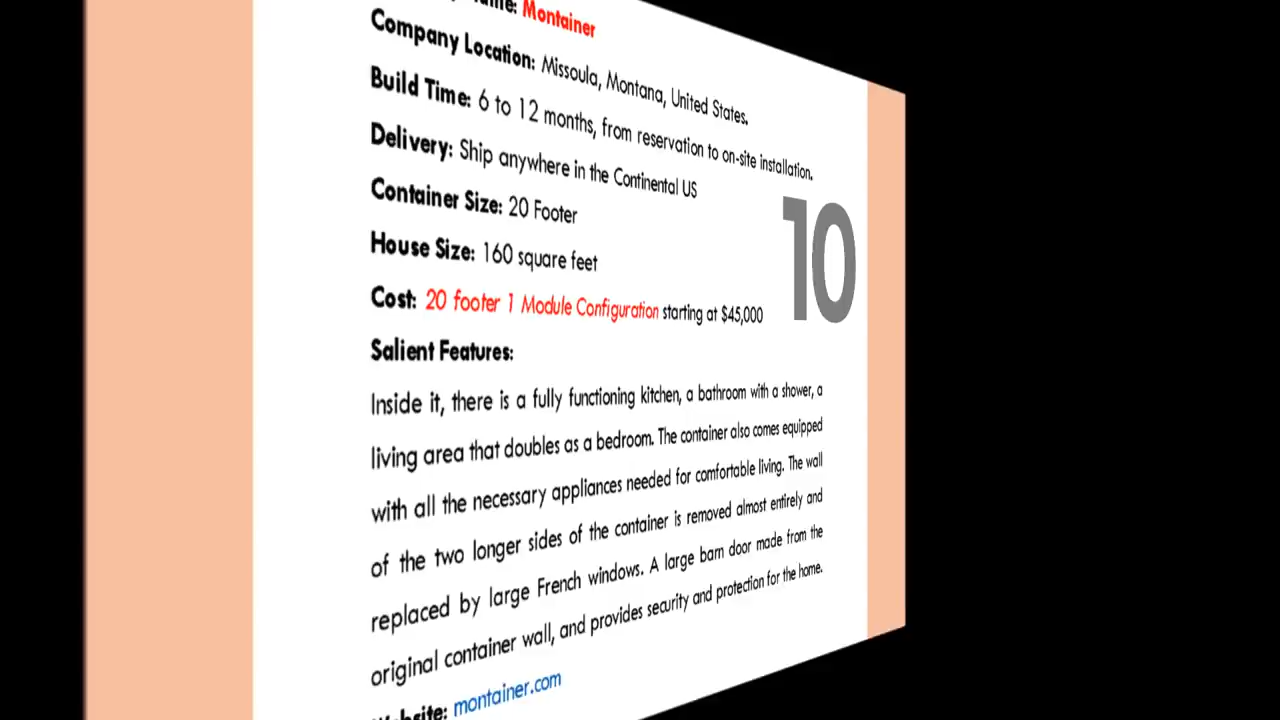 Name: Montainer
Company Location: Missoula, Montana, United States.
Build Time: 6 to 12 months, from reservation to on-site installation.
Delivery: Ship anywhere in the Continental US
Container Size: 20 Footer
10
House Size: 160 square feet
Cost: 20 footer 1 Module Configuration starting at $45,000
Salient Features:
Inside it, there is a fully functioning kitchen, a bathroom with a shower, a
living area that doubles as a bedroom. The container also comes equipped
with all the necessary appliances needed for comfortable living. The wall
of the two longer sides of the container is removed almost entirely and
replaced by large French windows. A large barn door made from the
original container wall, and provides security and protection for the home.
Website: montainer.com